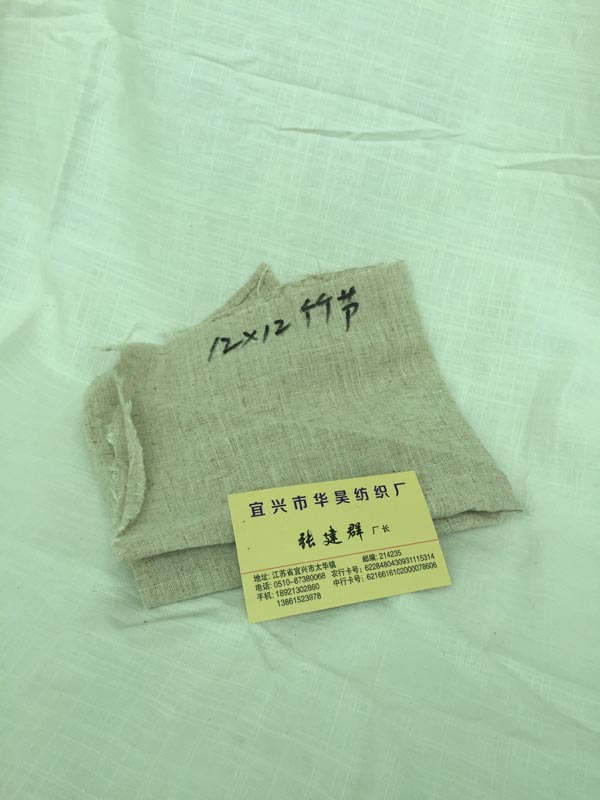 12×12 竹节
宜兴市华昊纺织厂
张建群 厂长
地址: 江苏省宜兴市太华镇 邮编: 214235
电话: 0510-87380068 农行卡号: 6228480430931115314
手机: 18921302860 中行卡号: 6216616102000078606
13861523978